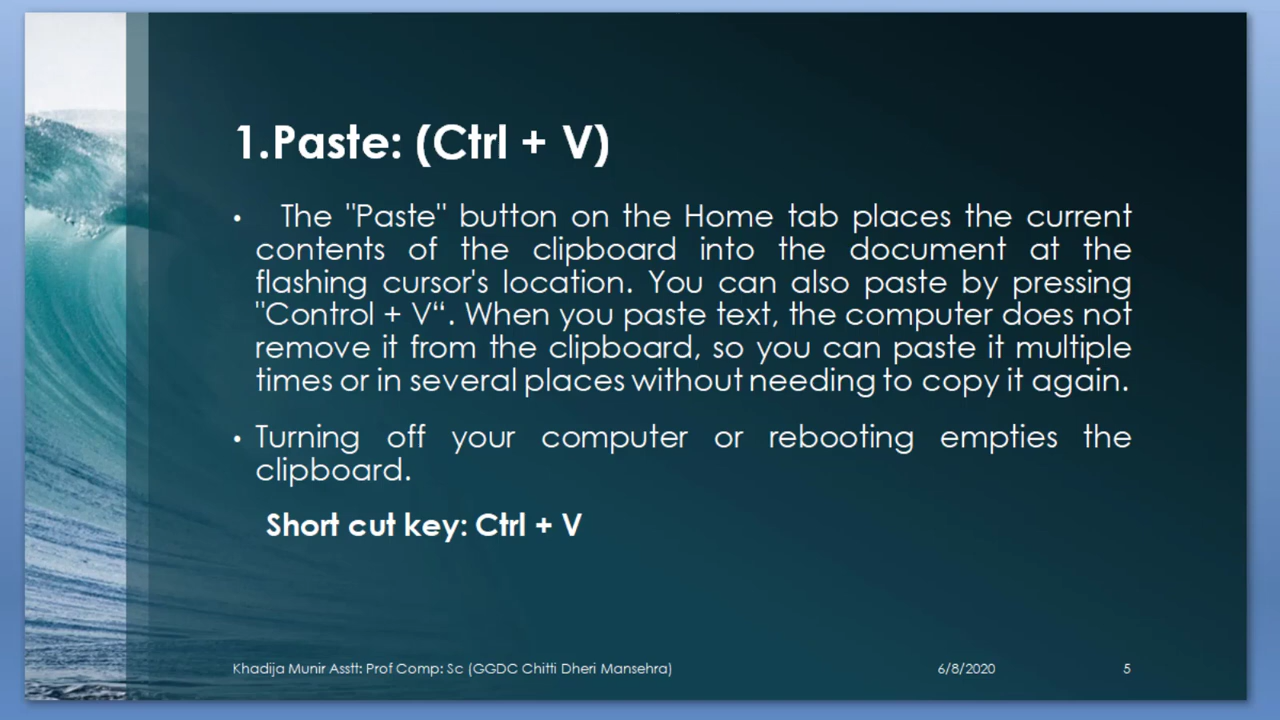 1.Paste: (Ctrl + V)
• The "Paste" button on the Home tab places the current
contents of the clipboard into the document at the
flashing cursor's location. You can also paste by pressing
"Control + V“. When you paste text, the computer does not
remove it from the clipboard, so you can paste it multiple
times or in several places without needing to copy it again.
• Turning off your computer or rebooting empties the
clipboard.
Short cut key: Ctrl + V
Khadija Munir Asstt: Prof Comp: Sc (GGDC Chitti Dheri Mansehra) 6/8/2020 5